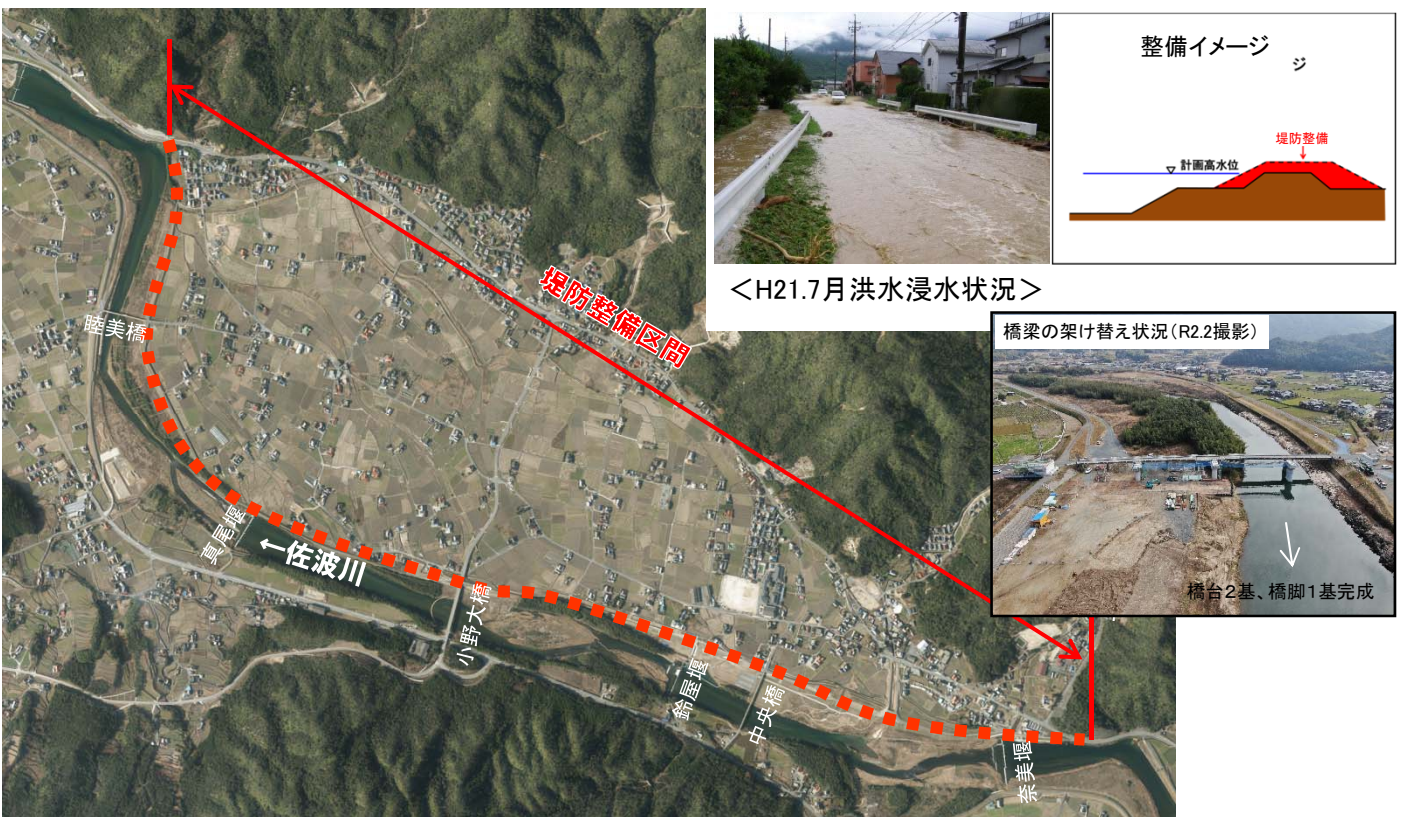 整備イメージ
ジ
堤防整備
計画高水位
<H21.7月洪水浸水状況>
堤防整備区間
橋梁の架け替え状況(R2.2撮影)
睦美橋
真尾堰
←佐波川
小野大橋
鈴屋堰
中央橋
奈美堰
橋台2基、橋脚1基完成